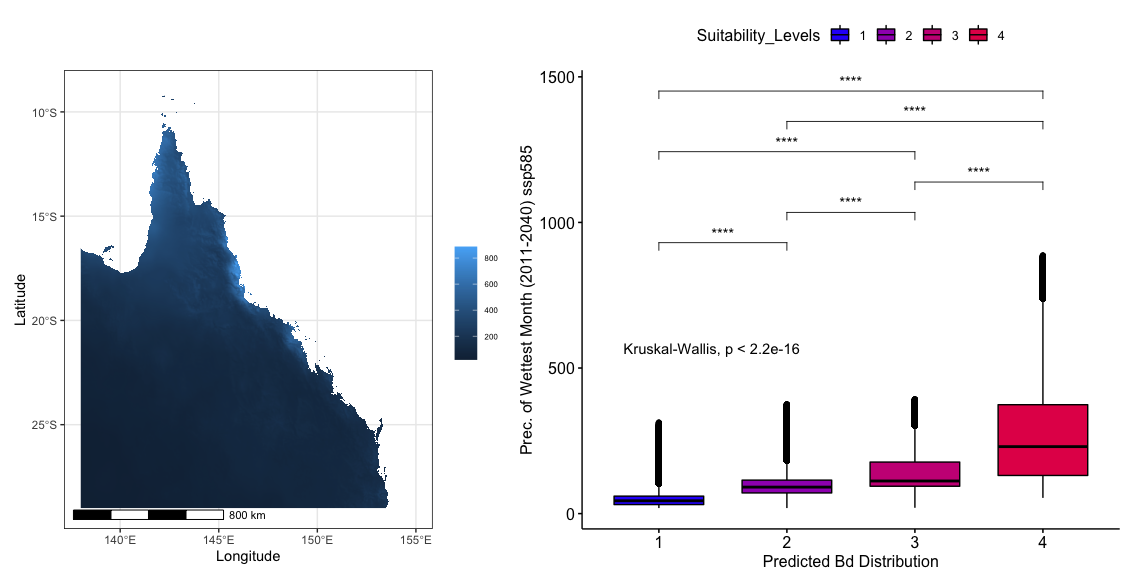 10°S
15°S
20°S
25°S
Latitude
140°E
145°E
150°E
155°E
Longitude
800 km
800
600
400
200
Suitability_Levels 1 2 3 4
1500
1000
500
0
Prec. of Wettest Month (2011-2040) ssp585
****
****
****
****
****
****
Kruskal-Wallis, p < 2.2e-16
1 2 3 4
Predicted Bd Distribution